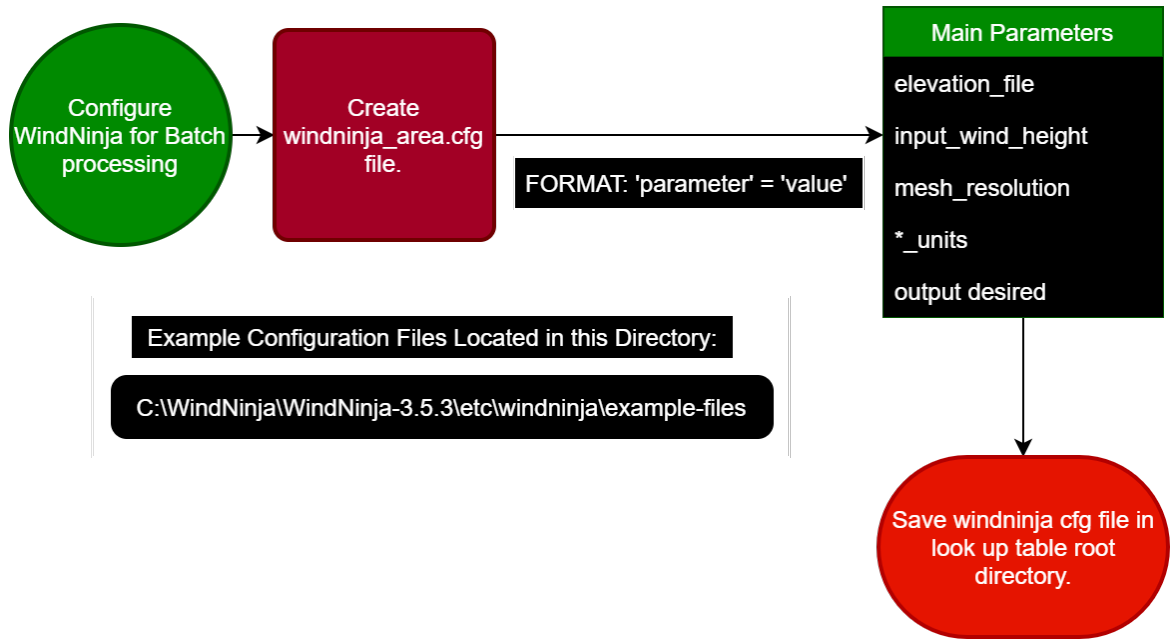 Configure
WindNinja for Batch
processing
Create
windninja_area.cfg
file.
FORMAT: 'parameter' = 'value'
Main Parameters
elevation_file
input_wind_height
mesh_resolution
*_units
output desired
Example Configuration Files Located in this Directory:
C:\WindNinja\WindNinja-3.5.3\etc\windninja\example-files
Save windninja cfg file in
look up table root
directory.